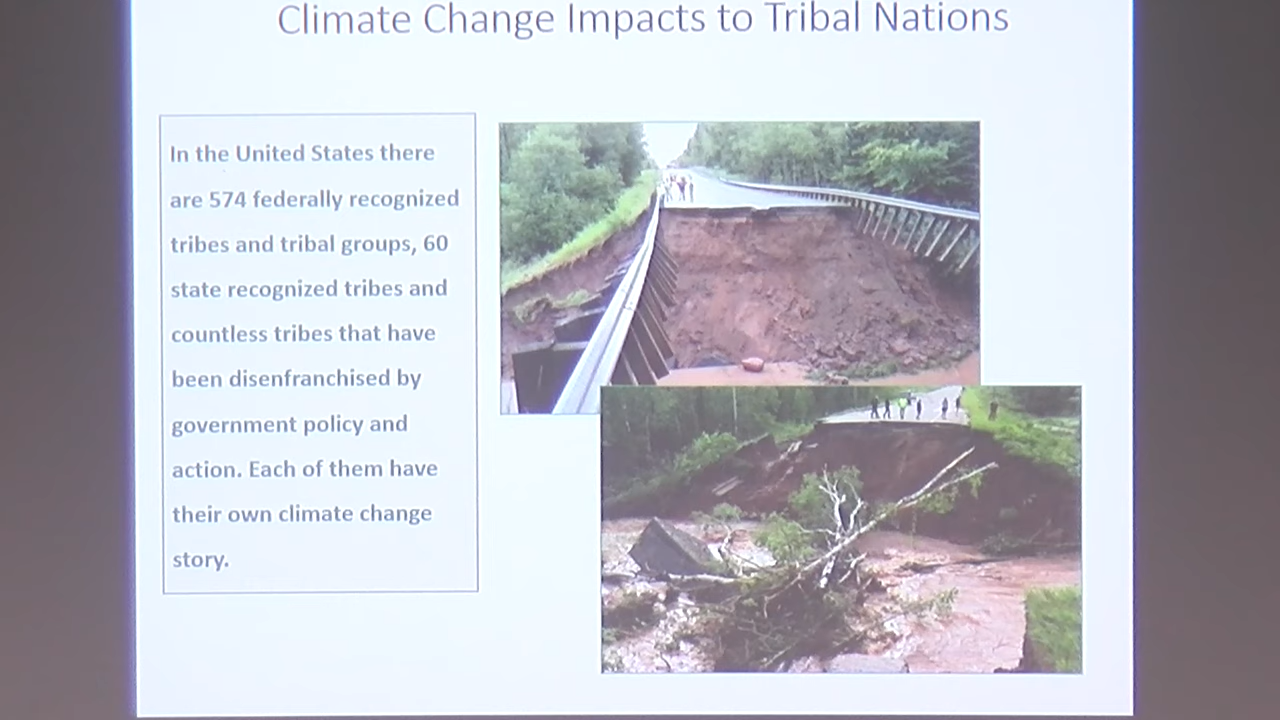 Climate Change Impacts to Tribal Nations
In the United States there
are 574 federally recognized
tribes and tribal groups, 60
state recognized tribes and
countless tribes that have
been disenfranchised by
government policy and
action. Each of them have
their own climate change
story.